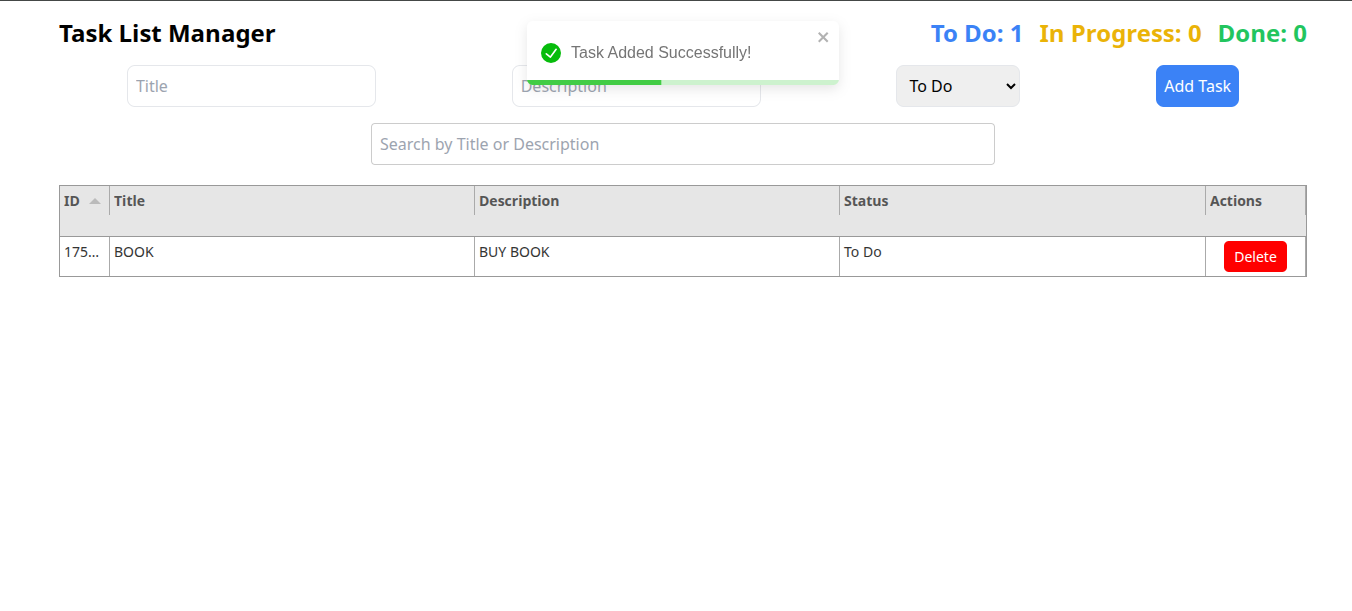 Task List Manager
Task Added Successfully!
×
To Do: 1 In Progress: 0 Done: 0
Title
Description
To Do
Add Task
Search by Title or Description
ID Title Description Status Actions
175... BOOK BUY BOOK To Do Delete